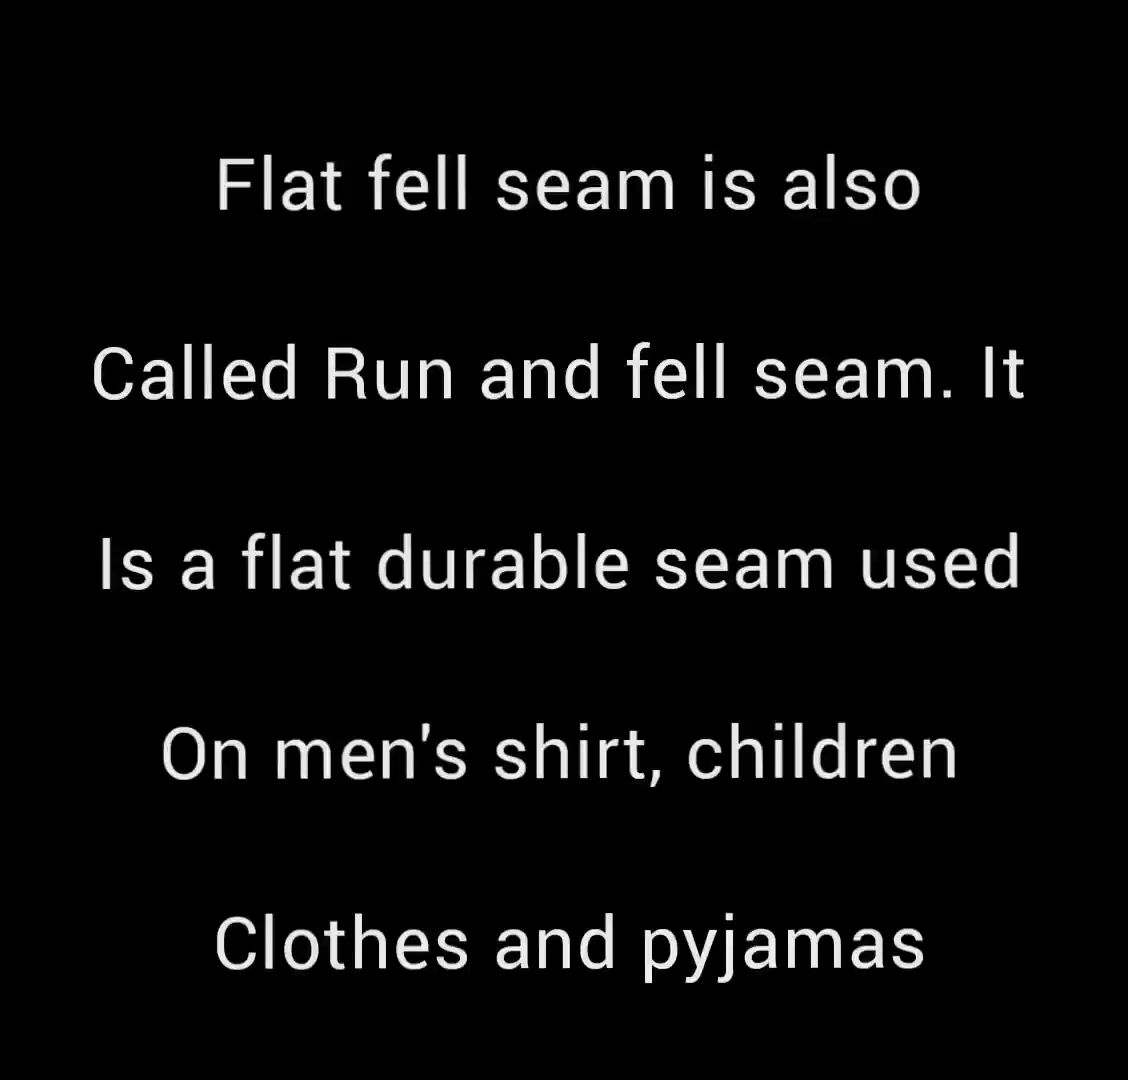 Flat fell seam is also
Called Run and fell seam. It
Is a flat durable seam used
On men's shirt, children
Clothes and pyjamas